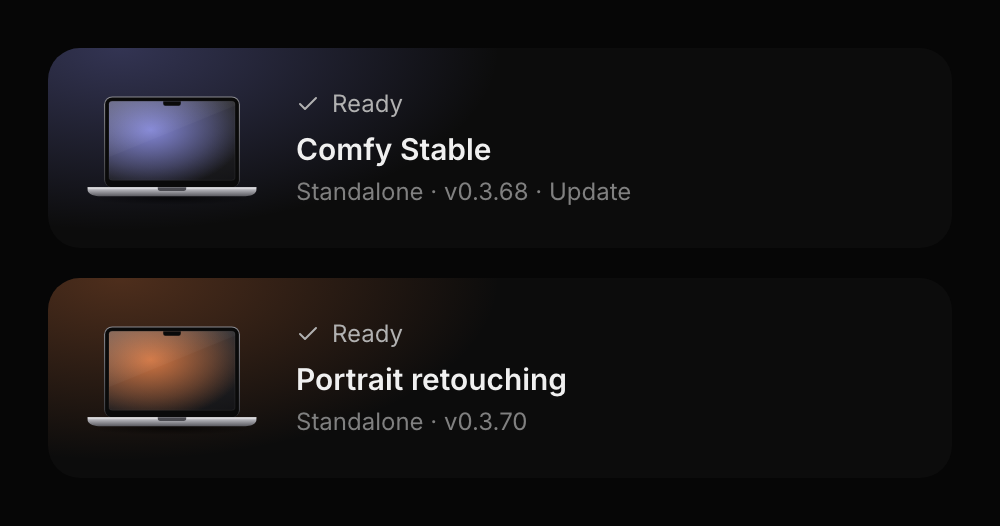 Ready
Comfy Stable
Standalone · v0.3.68 · Update
Ready
Portrait retouching
Standalone · v0.3.70